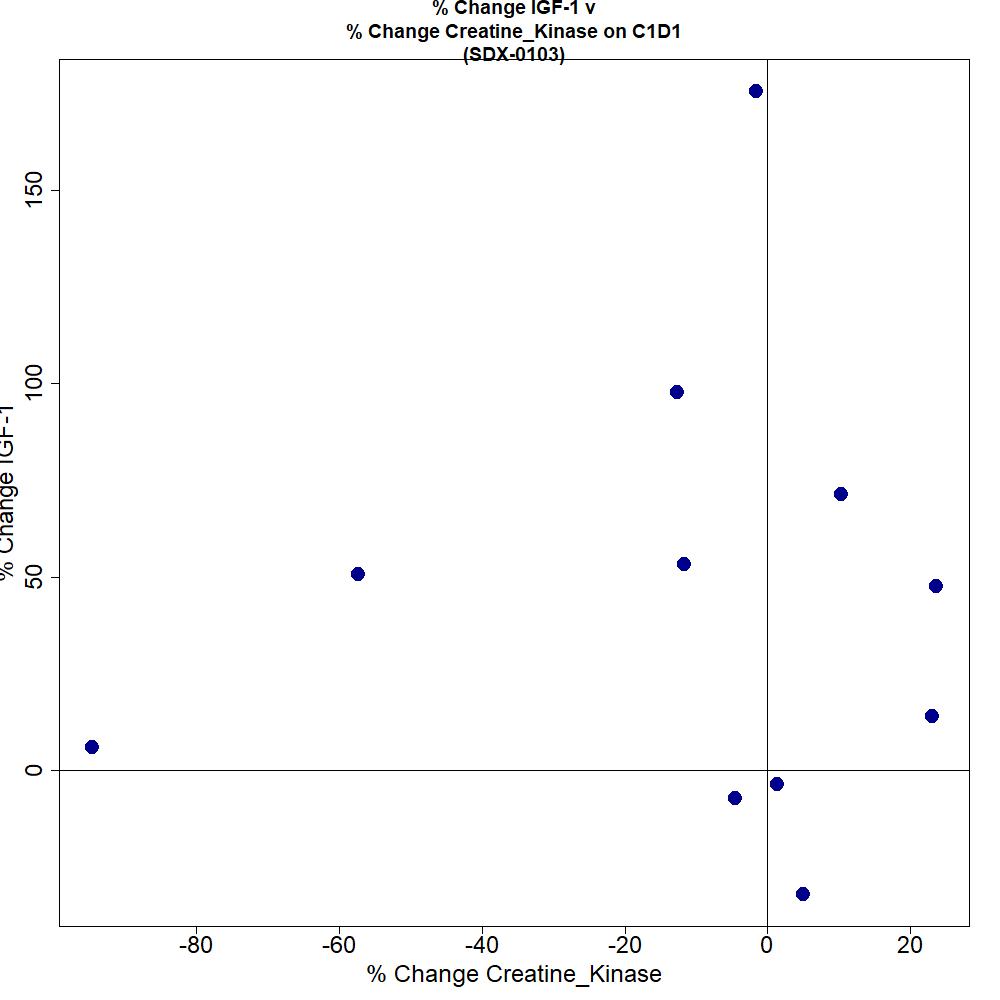 % Change IGF-1 v
% Change Creatine_Kinase on C1D1
(SDX-0103)
% Change IGF-1
150
100
50
0
-80
-60
-40
-20
0
20
% Change Creatine_Kinase